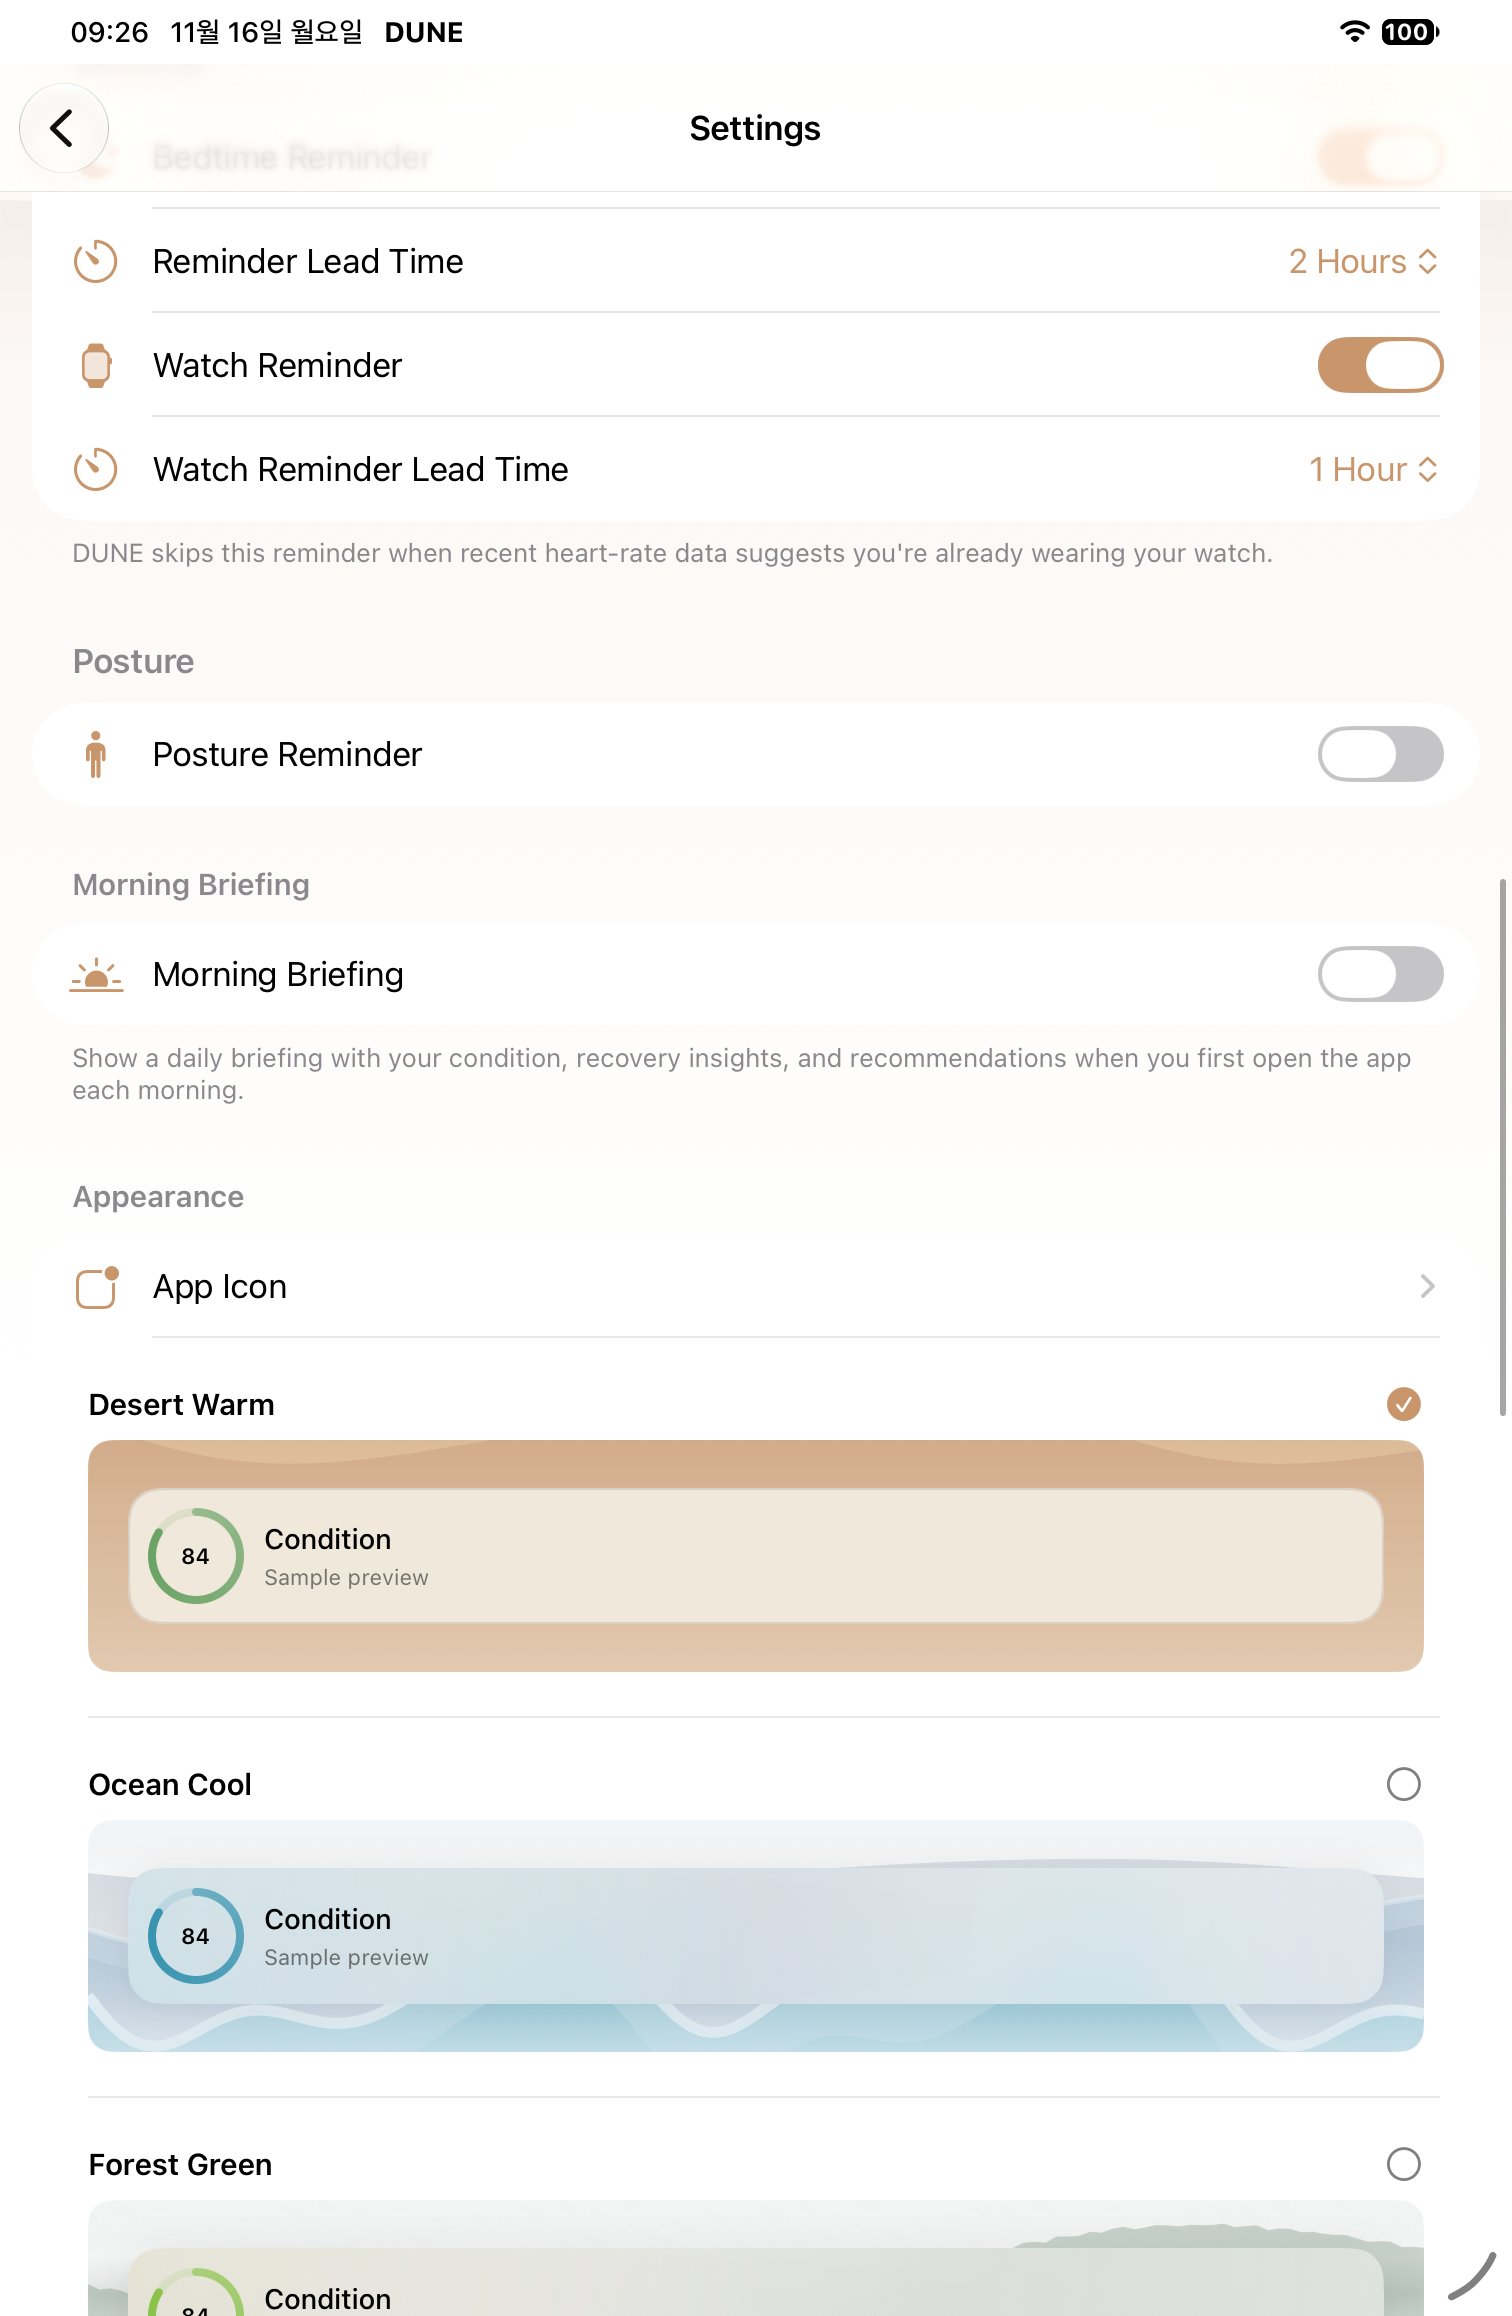 09:26 11월 16일 월요일 DUNE
100
Settings
Bedtime Reminder
Reminder Lead Time
2 Hours
Watch Reminder
Watch Reminder Lead Time
1 Hour
DUNE skips this reminder when recent heart-rate data suggests you're already wearing your watch.
Posture
Posture Reminder
Morning Briefing
Morning Briefing
Show a daily briefing with your condition, recovery insights, and recommendations when you first open the app
each morning.
Appearance
App Icon
Desert Warm
84
Condition
Sample preview
Ocean Cool
84
Condition
Sample preview
Forest Green
84
Condition